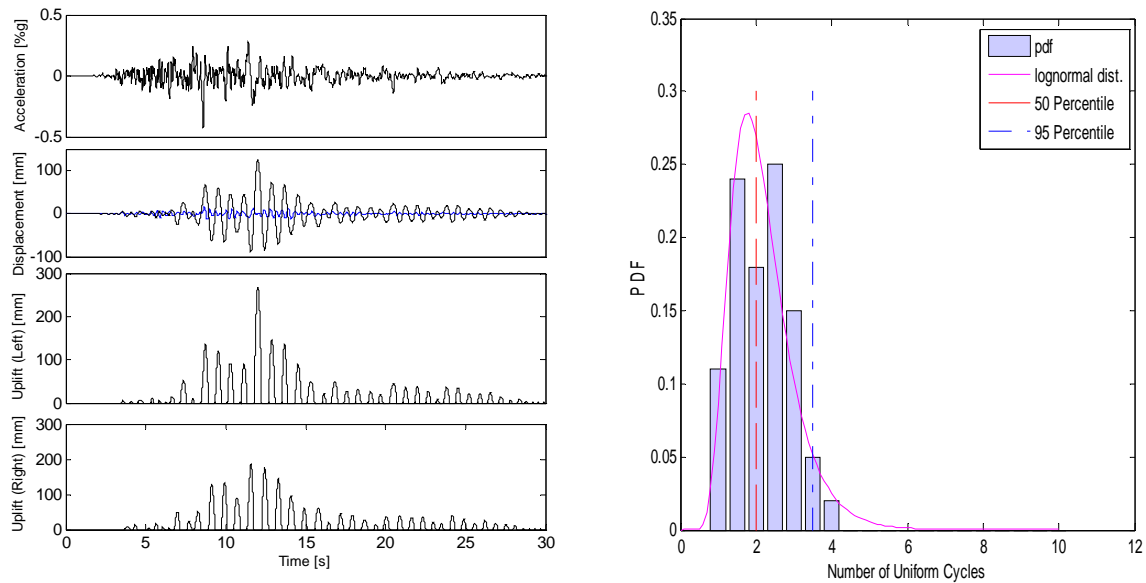 Acceleration [%g]
0.5
0
-0.5
Displacement [mm]
100
0
-100
Uplift (Left) [mm]
300
200
100
0
Uplift (Right) [mm]
300
200
100
0
0 5 10 15 20 25 30
Time [s]
P D F
0.35
0.3
0.25
0.2
0.15
0.1
0.05
0
pdf
lognormal dist.
50 Percentile
95 Percentile
0 2 4 6 8 10 12
Number of Uniform Cycles